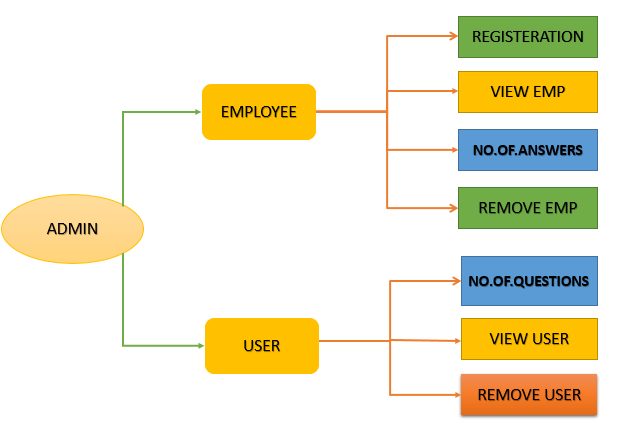 REGISTERATION
VIEW EMP
EMPLOYEE
NO.OF.ANSWERS
REMOVE EMP
ADMIN
NO.OF.QUESTIONS
VIEW USER
USER
REMOVE USER